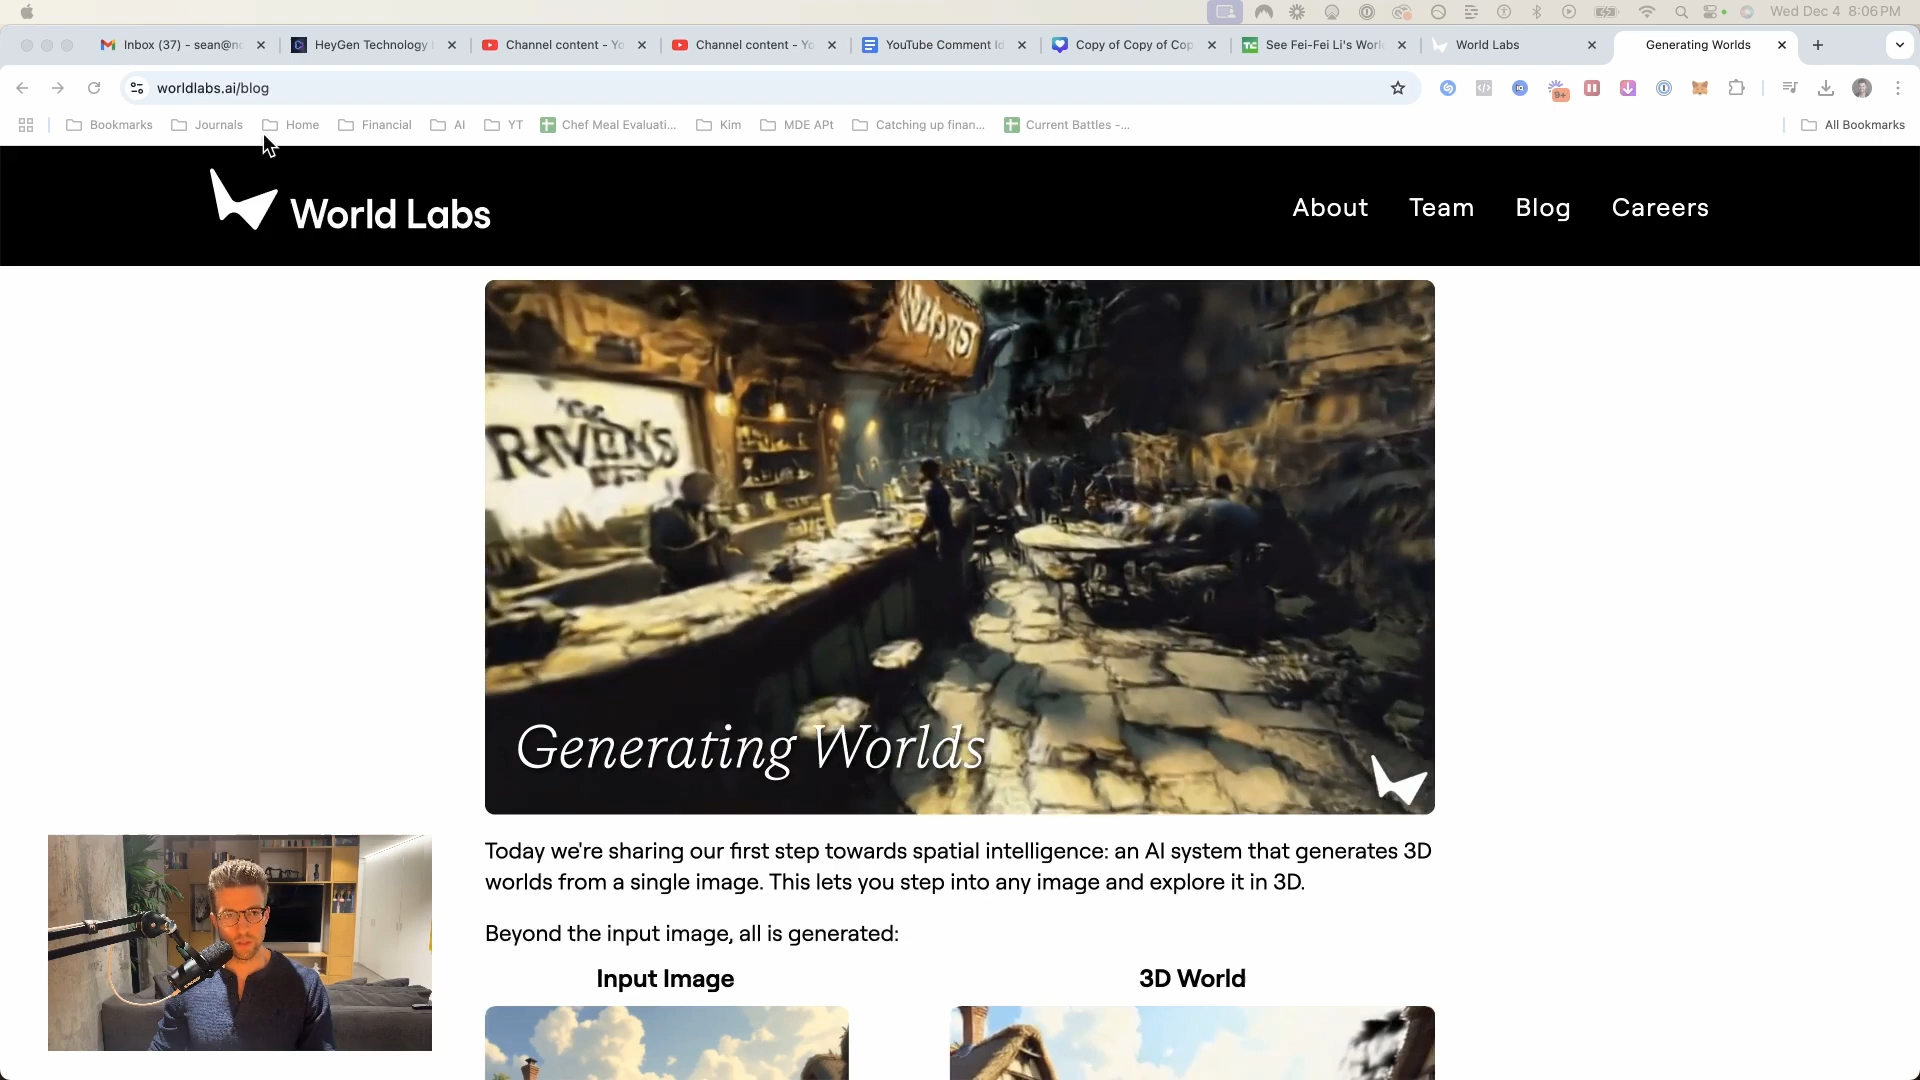 Wed Dec 4 8:06 PM
Inbox (37) - sean@n
HeyGen Technology
Channel content - Yo
Channel content - Yo
YouTube Comment Id
Copy of Copy of Cop
See Fei-Fei Li's Worl
World Labs
Generating Worlds
worldlabs.ai/blog
9+
Bookmarks
Journals
Home
Financial
AI
YT
Chef Meal Evaluati...
Kim
MDE APt
Catching up finan...
Current Battles -...
All Bookmarks
World Labs
About
Team
Blog
Careers
RAVEN'S
Generating Worlds
Today we're sharing our first step towards spatial intelligence: an AI system that generates 3D
worlds from a single image. This lets you step into any image and explore it in 3D.
Beyond the input image, all is generated:
Input Image
3D World